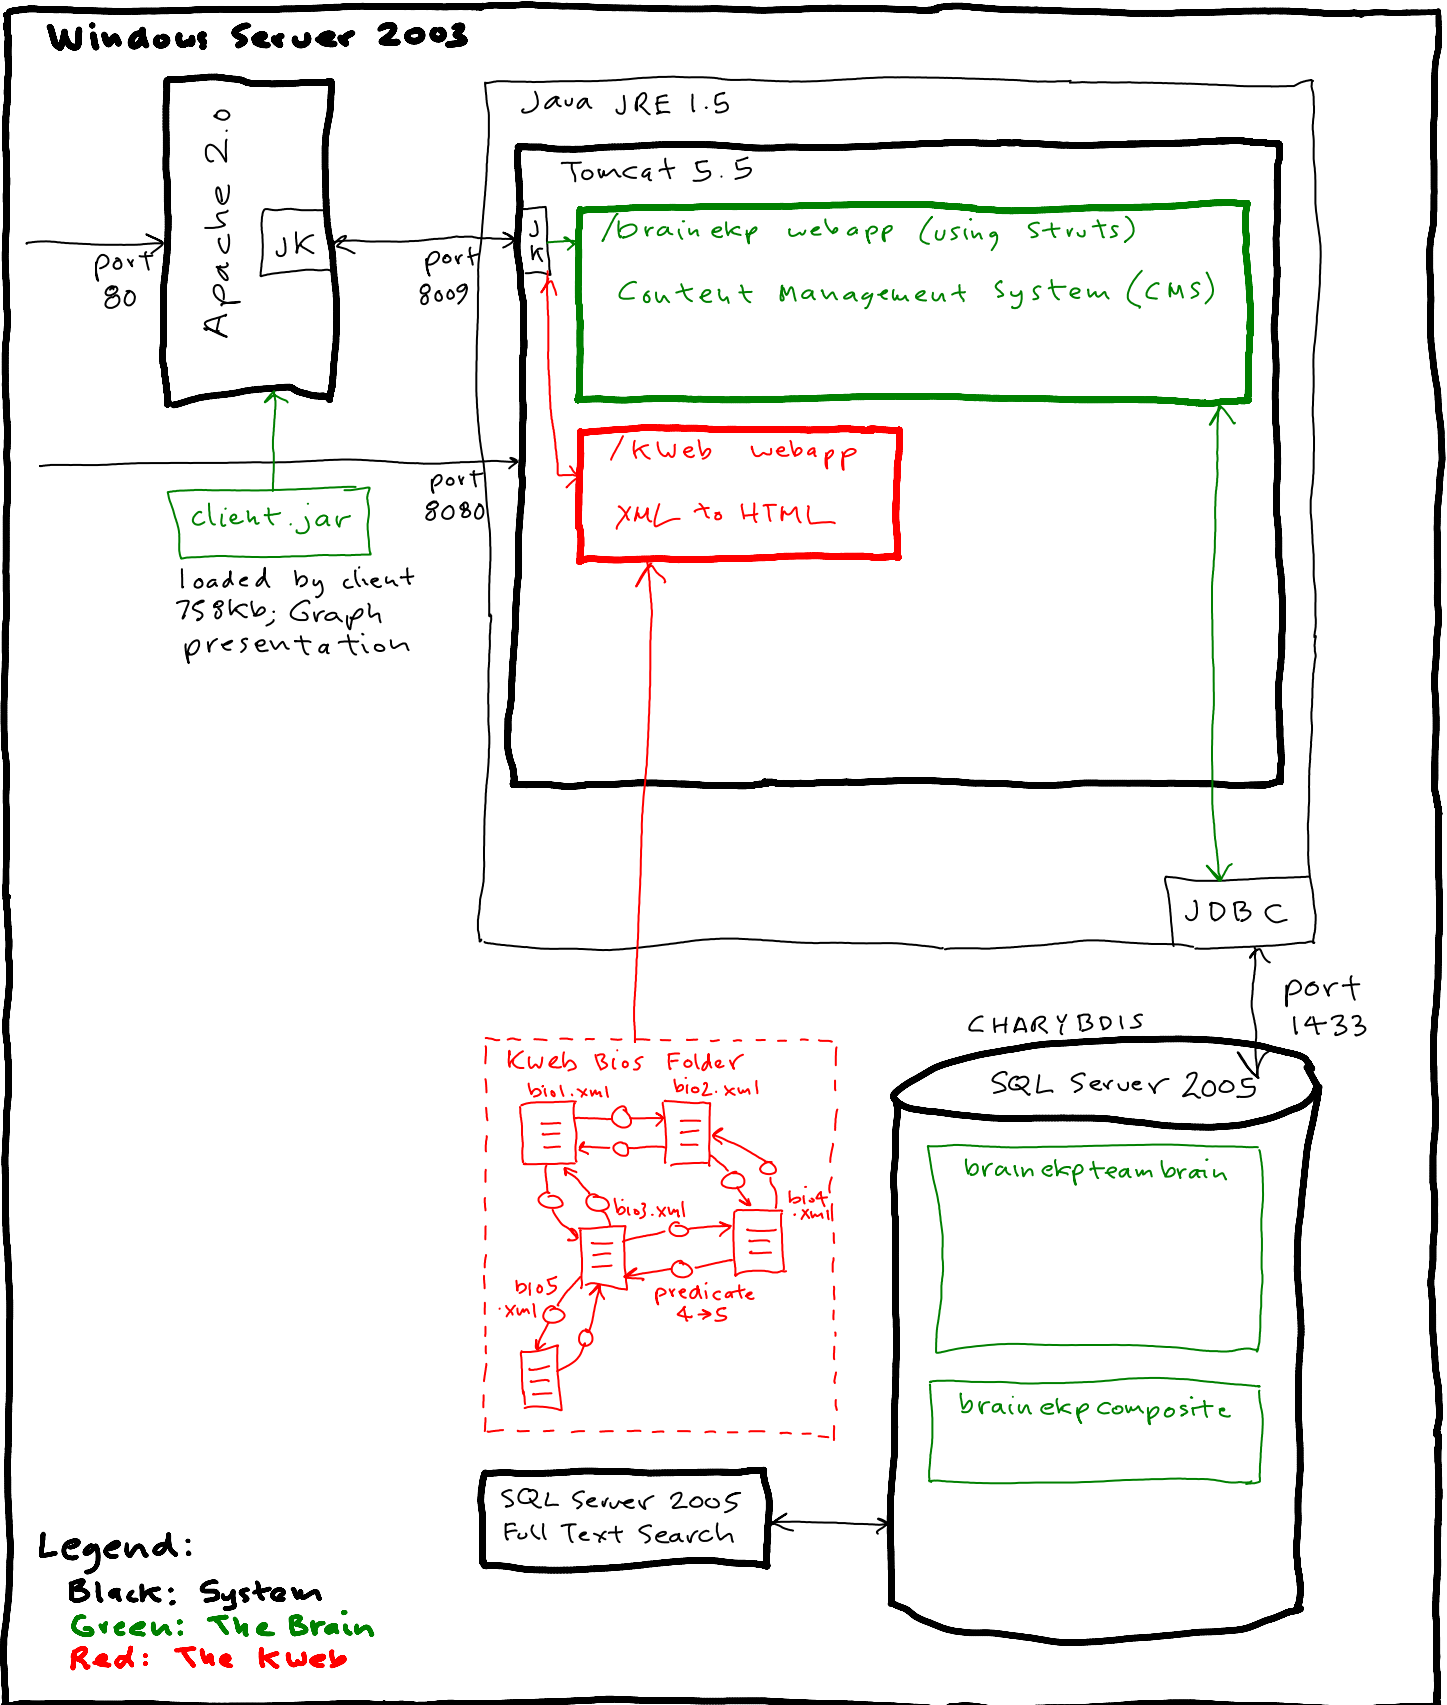 Windows Server 2003
Apache 2.0
JK
port
80
port
8009
port
8080
client.jar
loaded by client
758Kb; Graph
presentation
Java JRE 1.5
Tomcat 5.5
JK
/brainekp webapp (using Struts)
Content Management System (CMS)
/KWeb webapp
XML to HTML
JDBC
port
1433
CHARYBDIS
SQL Server 2005
brainekpteambrain
brainekpcomposite
KWeb Bios Folder
bio1.xml
bio2.xml
bio3.xml
bio4
.xml
bio5
.xml
predicate
4→5
SQL Server 2005
Full Text Search
Legend:
Black: System
Green: The Brain
Red: The KWeb